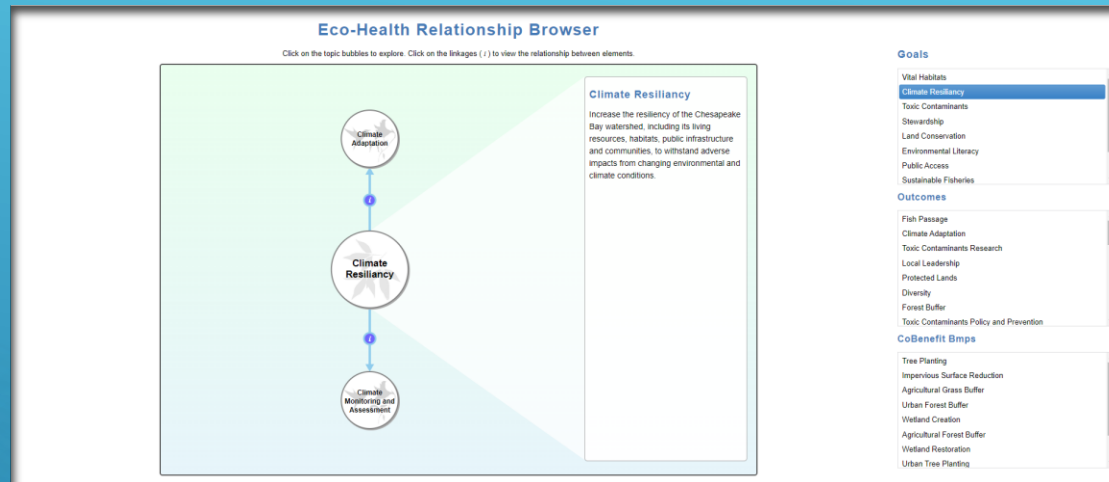 Eco-Health Relationship Browser
Click on the topic bubbles to explore. Click on the linkages ( i ) to view the relationship between elements.
Climate
Adaptation
i
Climate
Resiliancy
i
Climate
Monitoring and
Assessment
Climate Resiliancy
Increase the resiliency of the Chesapeake
Bay watershed, including its living
resources, habitats, public infrastructure
and communities, to withstand adverse
impacts from changing environmental and
climate conditions.
Goals
Vital Habitats
Climate Resiliancy
Toxic Contaminants
Stewardship
Land Conservation
Environmental Literacy
Public Access
Sustainable Fisheries
Outcomes
Fish Passage
Climate Adaptation
Toxic Contaminants Research
Local Leadership
Protected Lands
Diversity
Forest Buffer
Toxic Contaminants Policy and Prevention
CoBenefit Bmps
Tree Planting
Impervious Surface Reduction
Agricultural Grass Buffer
Urban Forest Buffer
Wetland Creation
Agricultural Forest Buffer
Wetland Restoration
Urban Tree Planting